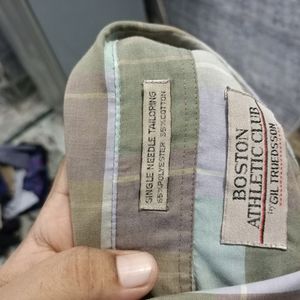 SINGLE NEEDLE TAILORING
65%POLYESTER 35%COTTON
BOSTON
ATHLETIC CLUB
by GIL TRUEDSSON